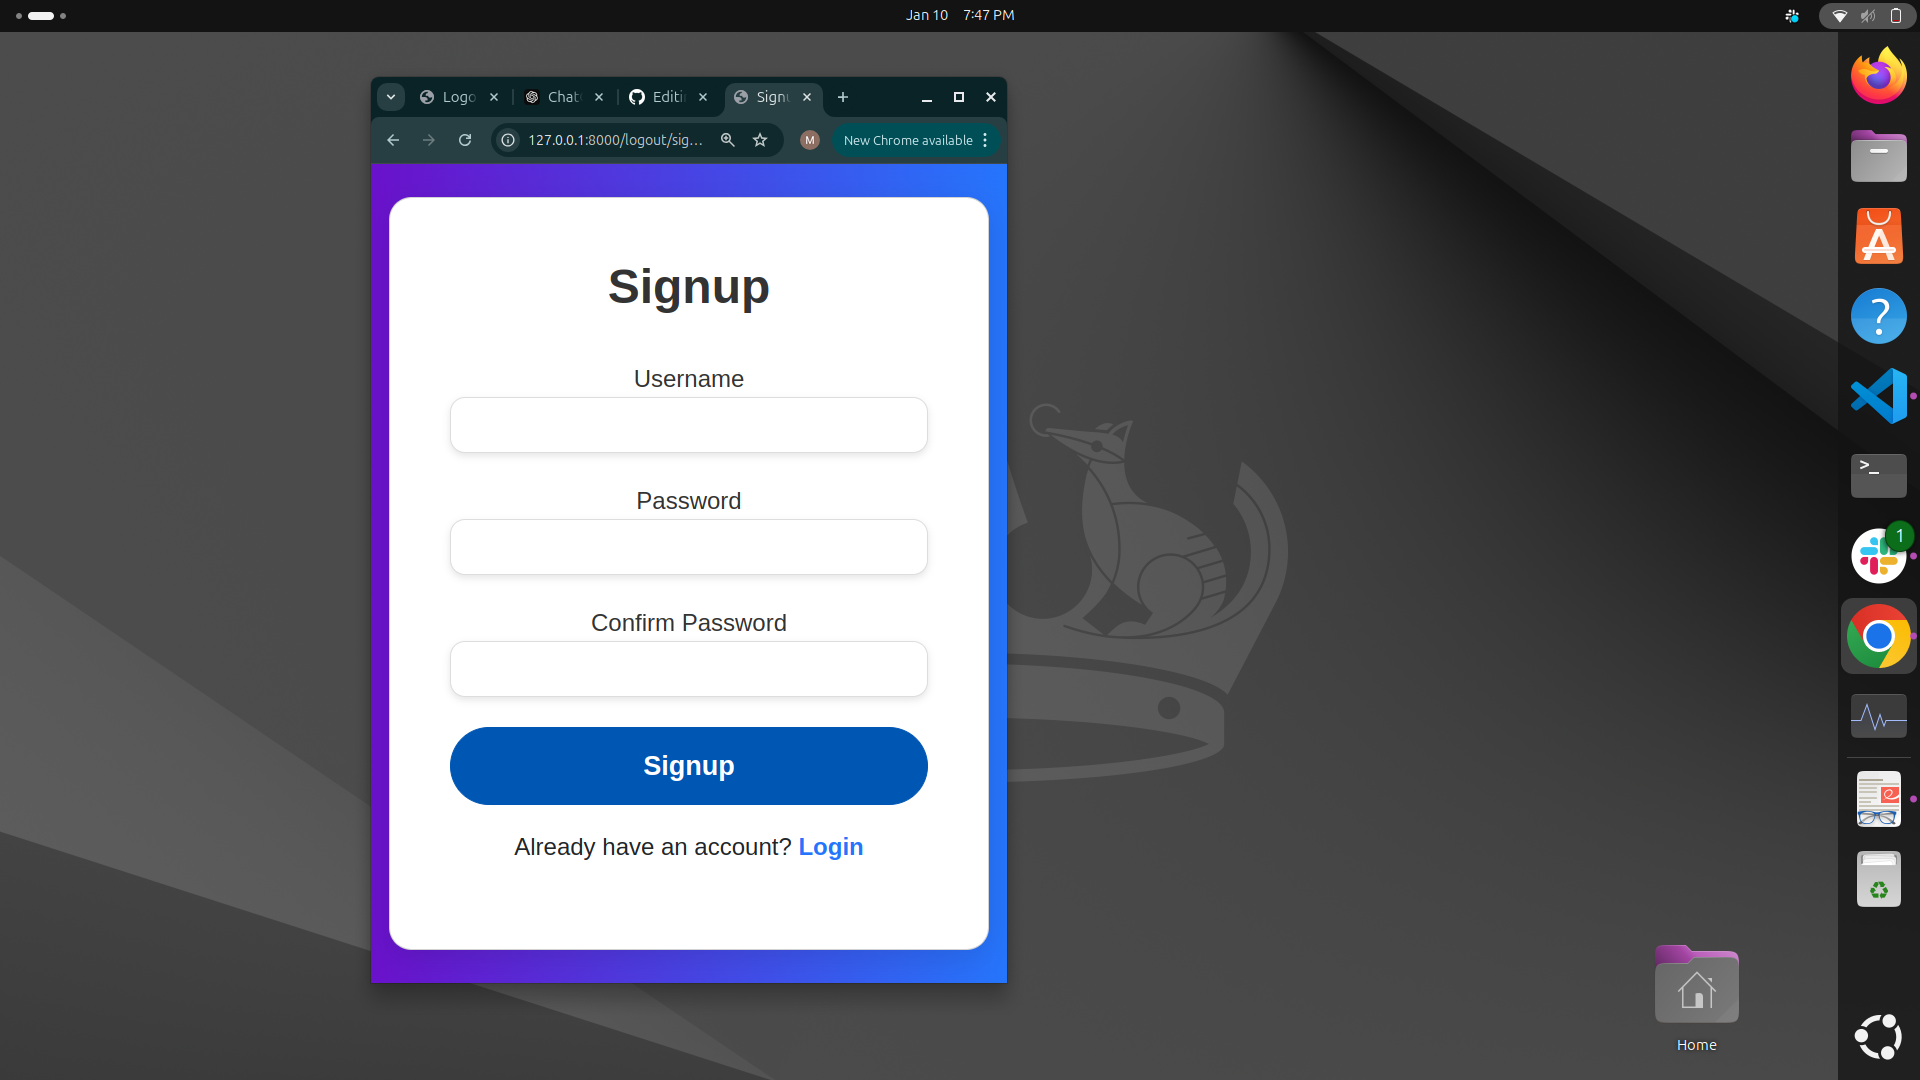 Jan 10 7:47 PM
Logo
Chat
Editi
Signu
127.0.0.1:8000/logout/sig...
M
New Chrome available
Signup
Username
Password
Confirm Password
Signup
Already have an account? Login
A
?
>_
1
Home